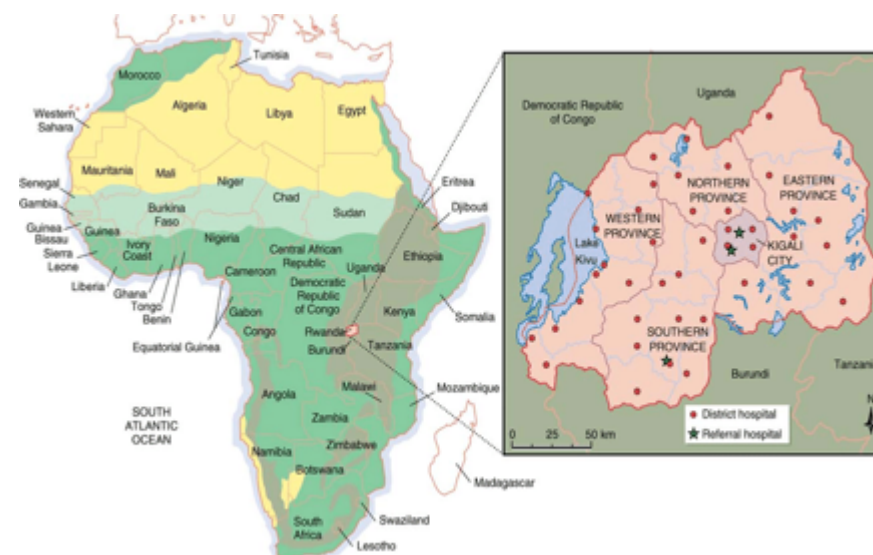 Tunisia
Morocco
Algeria
Libya
Egypt
Western
Sahara
Mauritania
Mali
Niger
Chad
Sudan
Eritrea
Djibouti
Senegal
Gambia
Guinea
Bissau
Guinea
Burkina
Faso
Sierra
Leone
Ivory
Coast
Nigeria
Central African
Republic
Ethiopia
Liberia
Ghana
Tongo
Benin
Cameroon
Democratic
Republic
of Congo
Uganda
Kenya
Somalia
Gabon
Congo
Equatorial Guinea
Rwanda
Burundi
Tanzania
Malawi
Mozambique
Angola
Zambia
SOUTH
ATLANTIC
OCEAN
Zimbabwe
Namibia
Botswana
Madagascar
South
Africa
Swaziland
Lesotho
Democratic Republic
of Congo
Uganda
NORTHERN
PROVINCE
EASTERN
PROVINCE
WESTERN
PROVINCE
Lake
Kivu
KIGALI
CITY
SOUTHERN
PROVINCE
Burundi
Tanzania
District hospital
Referral hospital
0 25 50 km
N